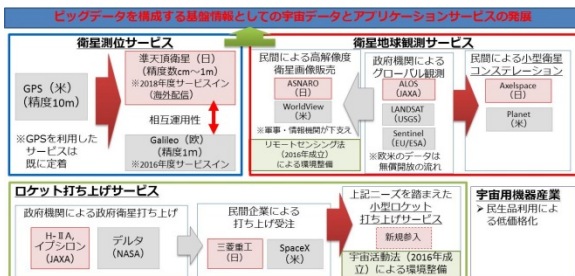 ビッグデータを構成する基盤情報としての宇宙データとアプリケーションサービスの発展
衛星測位サービス
GPS(米)
(精度10m)
※GPSを利用した
サービスは
既に定着
準天頂衛星(日)
(精度数cm~1m)
※2018年度サービスイン
(海外配信)
相互運用性
Galileo(欧)
(精度1m)
※2016年度サービスイン
衛星地球観測サービス
民間による高解像度
衛星画像販売
ASNARO
(日)
WorldView
(米)
※軍事・情報機関が下支え
リモートセンシング法
(2016年成立)
による環境整備
政府機関による
グローバル観測
ALOS
(JAXA)
LANDSAT
(USGS)
Sentinel
(EU/ESA)
※欧米のデータは
無償開放の流れ
民間による小型衛星
コンステレーション
Axelspace
(日)
Planet
(米)
ロケット打ち上げサービス
政府機関による政府衛星打ち上げ
H-ⅡA,
イプシロン
(JAXA)
デルタ
(NASA)
民間企業による
打ち上げ受注
三菱重工
(日)
SpaceX
(米)
上記ニーズを踏まえた
小型ロケット
打ち上げサービス
新規参入
宇宙活動法(2016年成
立)による環境整備
宇宙用機器産業
➤ 民生品利用によ
る低価格化